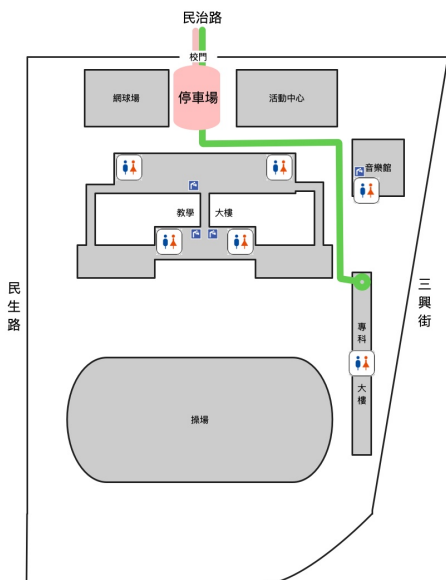 民治路
校門
網球場
停車場
活動中心
音樂館
教學
大樓
民生路
三興街
專科
大樓
操場